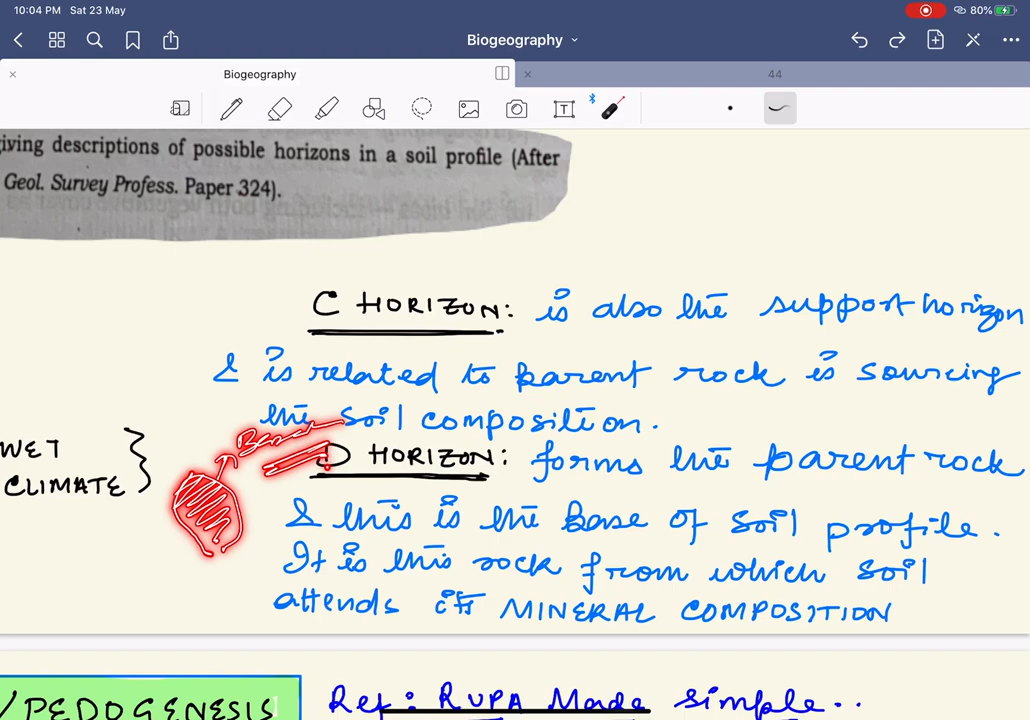 10:04 PM Sat 23 May
80%
Biogeography
Biogeography
44
T
iving descriptions of possible horizons in a soil profile (After
Geol. Survey Profess. Paper 324).
C HORIZON: is also the support horizon
& is related to parent rock is sourcing
the soil composition.
WET
CLIMATE
D HORIZON: forms the parent rock
& this is the base of soil profile.
It is this rock from which soil
attends its MINERAL COMPOSITION
/PEDOGENESIS
Ref: RUPA Made simple..